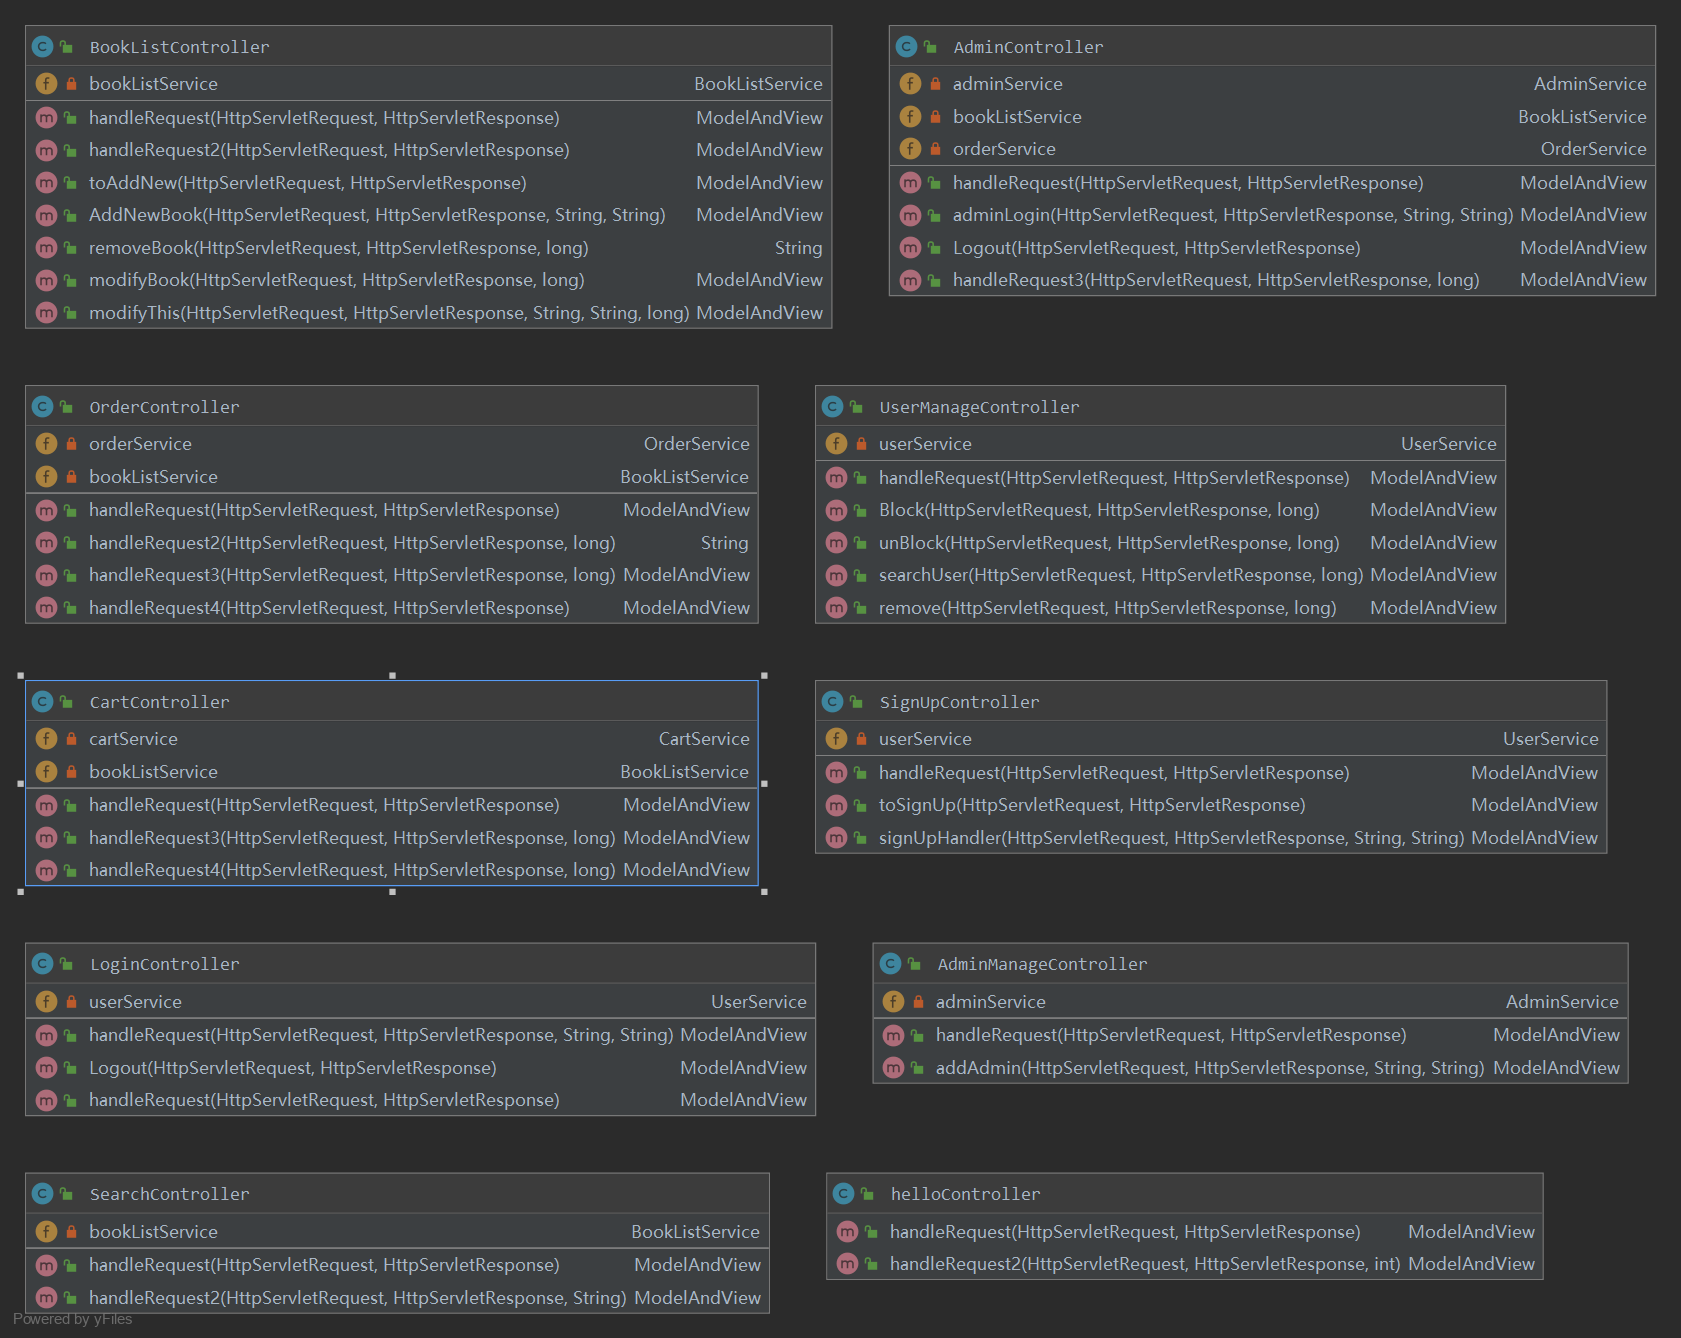 BookListController
bookListService BookListService
handleRequest(HttpServletRequest, HttpServletResponse) ModelAndView
handleRequest2(HttpServletRequest, HttpServletResponse) ModelAndView
toAddNew(HttpServletRequest, HttpServletResponse) ModelAndView
AddNewBook(HttpServletRequest, HttpServletResponse, String, String) ModelAndView
removeBook(HttpServletRequest, HttpServletResponse, long) String
modifyBook(HttpServletRequest, HttpServletResponse, long) ModelAndView
modifyThis(HttpServletRequest, HttpServletResponse, String, String, long) ModelAndView
AdminController
adminService AdminService
bookListService BookListService
orderService OrderService
handleRequest(HttpServletRequest, HttpServletResponse) ModelAndView
adminLogin(HttpServletRequest, HttpServletResponse, String, String) ModelAndView
Logout(HttpServletRequest, HttpServletResponse) ModelAndView
handleRequest3(HttpServletRequest, HttpServletResponse, long) ModelAndView
OrderController
orderService OrderService
bookListService BookListService
handleRequest(HttpServletRequest, HttpServletResponse) ModelAndView
handleRequest2(HttpServletRequest, HttpServletResponse, long) String
handleRequest3(HttpServletRequest, HttpServletResponse, long) ModelAndView
handleRequest4(HttpServletRequest, HttpServletResponse) ModelAndView
UserManageController
userService UserService
handleRequest(HttpServletRequest, HttpServletResponse) ModelAndView
Block(HttpServletRequest, HttpServletResponse, long) ModelAndView
unBlock(HttpServletRequest, HttpServletResponse, long) ModelAndView
searchUser(HttpServletRequest, HttpServletResponse, long) ModelAndView
remove(HttpServletRequest, HttpServletResponse, long) ModelAndView
CartController
cartService CartService
bookListService BookListService
handleRequest(HttpServletRequest, HttpServletResponse) ModelAndView
handleRequest3(HttpServletRequest, HttpServletResponse, long) ModelAndView
handleRequest4(HttpServletRequest, HttpServletResponse, long) ModelAndView
SignUpController
userService UserService
handleRequest(HttpServletRequest, HttpServletResponse) ModelAndView
toSignUp(HttpServletRequest, HttpServletResponse) ModelAndView
signUpHandler(HttpServletRequest, HttpServletResponse, String, String) ModelAndView
LoginController
userService UserService
handleRequest(HttpServletRequest, HttpServletResponse, String, String) ModelAndView
Logout(HttpServletRequest, HttpServletResponse) ModelAndView
handleRequest(HttpServletRequest, HttpServletResponse) ModelAndView
AdminManageController
adminService AdminService
handleRequest(HttpServletRequest, HttpServletResponse) ModelAndView
addAdmin(HttpServletRequest, HttpServletResponse, String, String) ModelAndView
SearchController
bookListService BookListService
handleRequest(HttpServletRequest, HttpServletResponse) ModelAndView
handleRequest2(HttpServletRequest, HttpServletResponse, String) ModelAndView
helloController
handleRequest(HttpServletRequest, HttpServletResponse) ModelAndView
handleRequest2(HttpServletRequest, HttpServletResponse, int) ModelAndView
Powered by yFiles